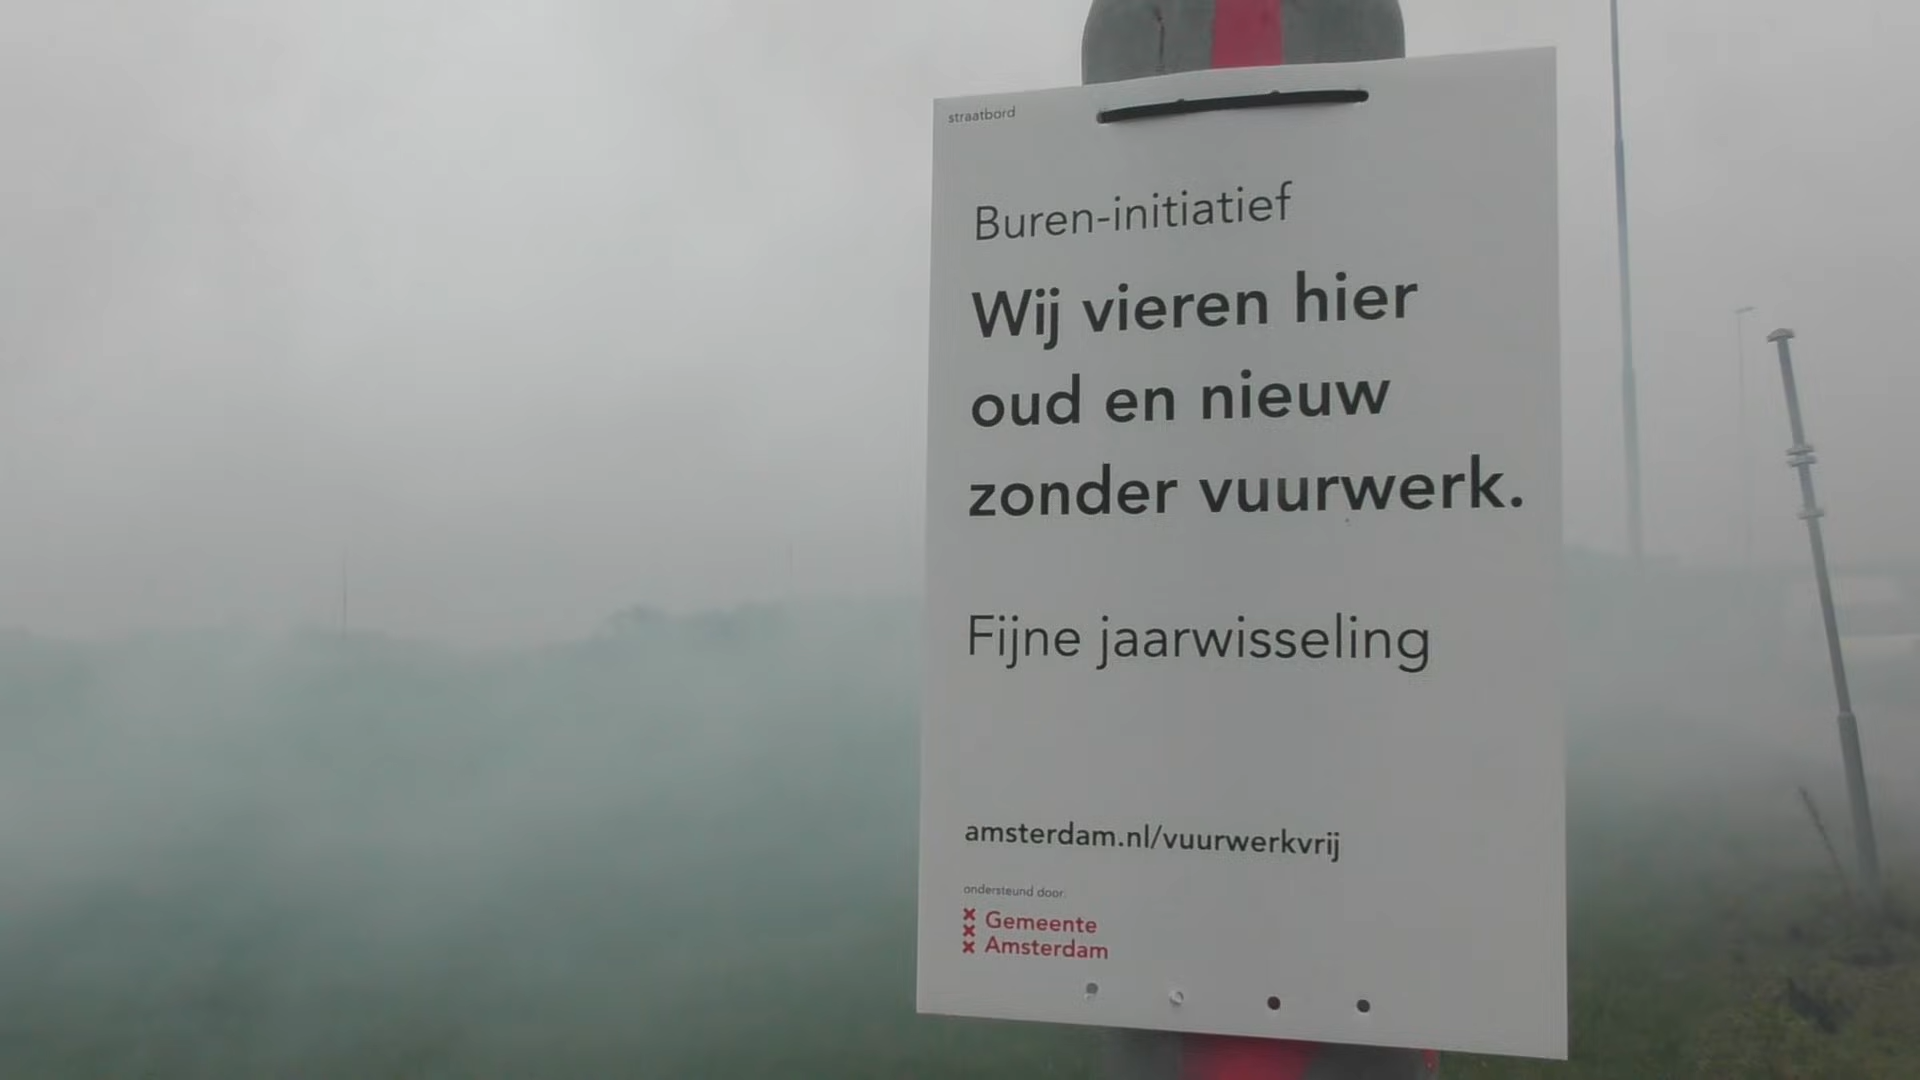 straatbord
Buren-initiatief
Wij vieren hier
oud en nieuw
zonder vuurwerk.
Fijne jaarwisseling
amsterdam.nl/vuurwerkvrij
ondersteund door:
Gemeente
Amsterdam